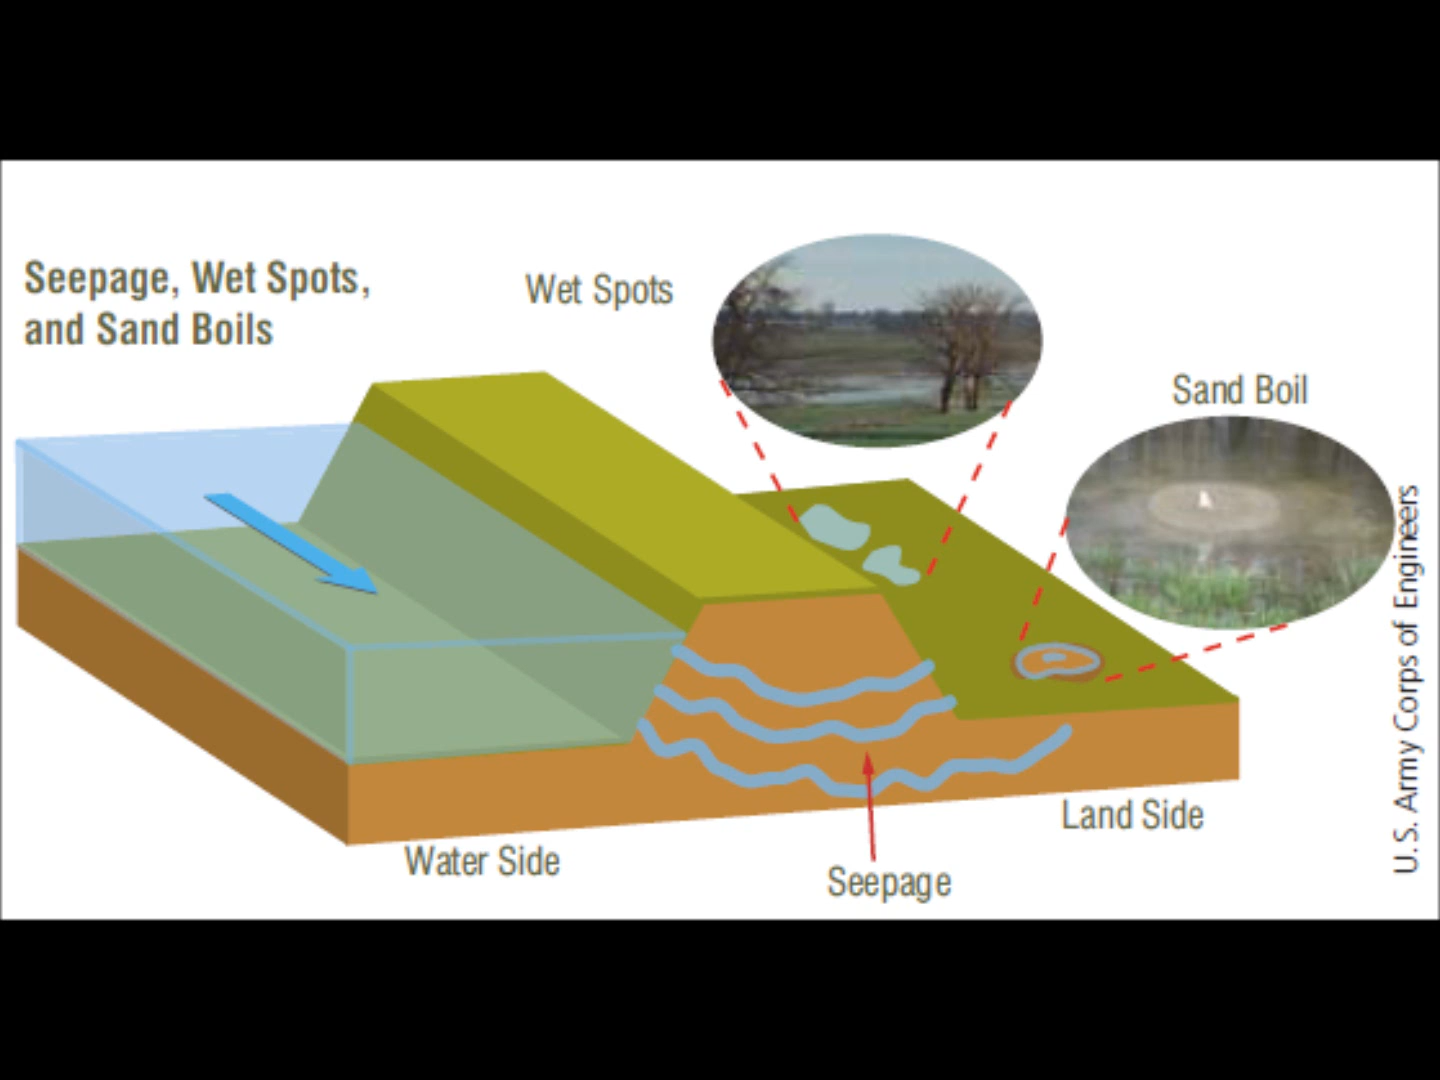 Seepage, Wet Spots,
and Sand Boils
Wet Spots
Sand Boil
Water Side
Seepage
Land Side
U.S. Army Corps of Engineers